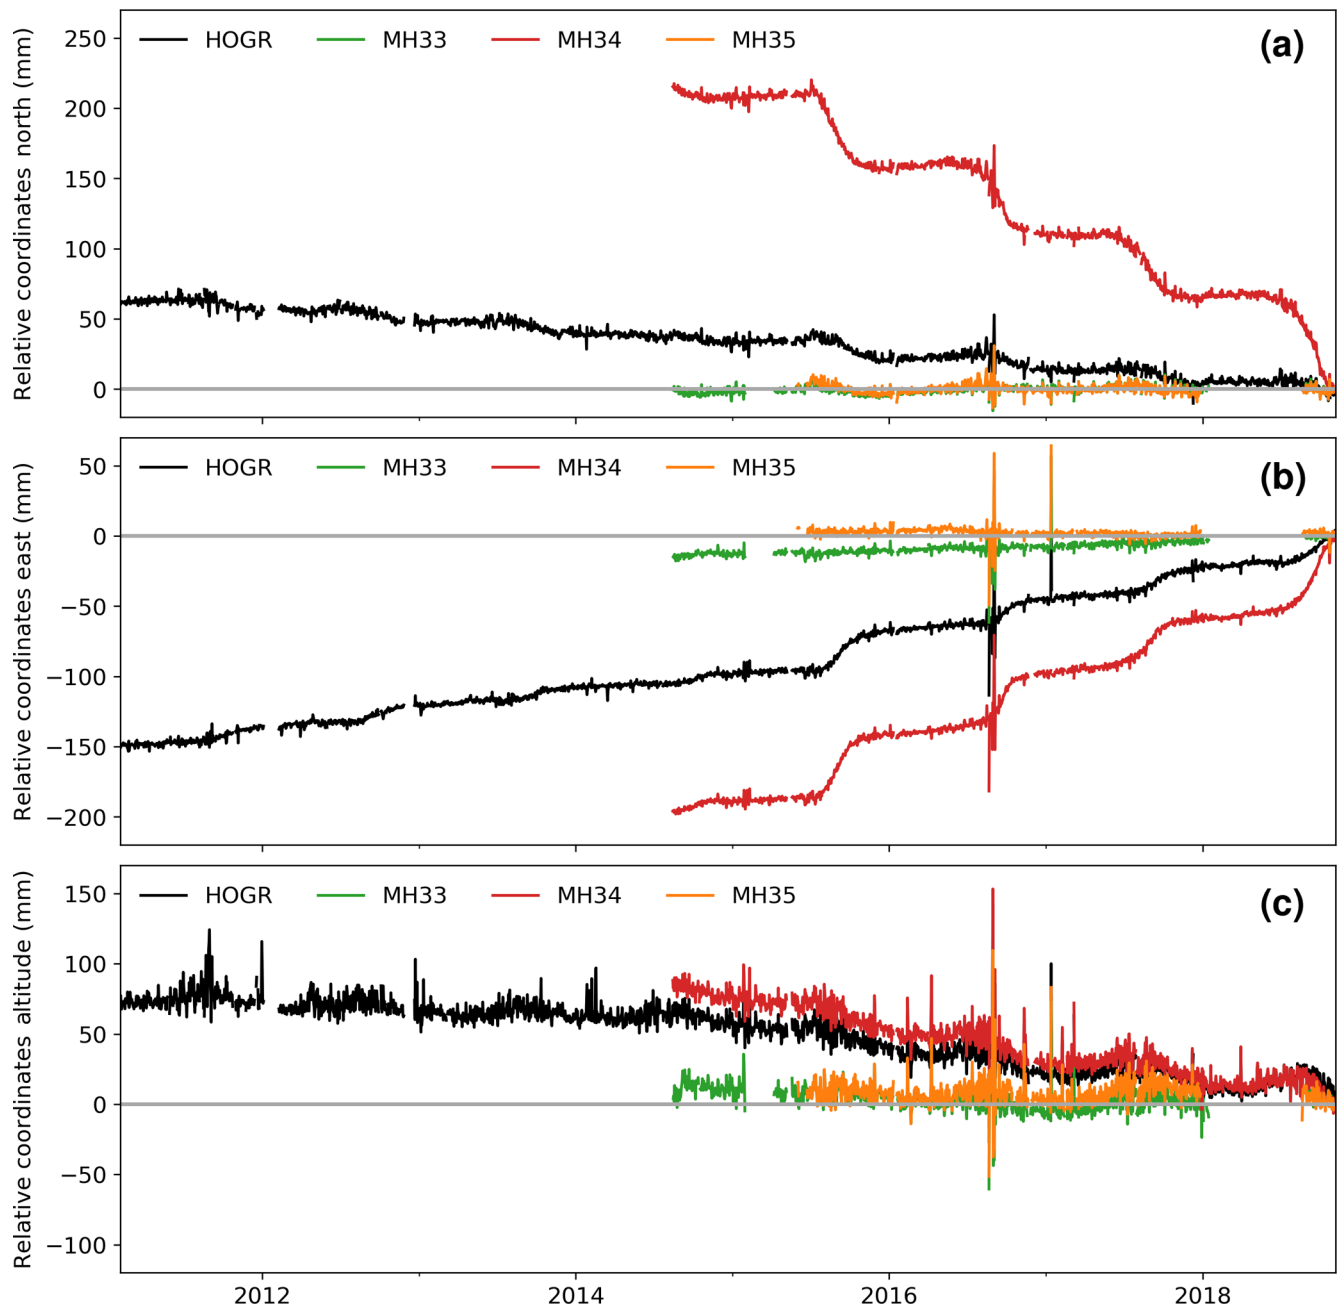 Relative coordinates north (mm)
HOGR MH33 MH34 MH35
(a)
250
200
150
100
50
0
Relative coordinates east (mm)
HOGR MH33 MH34 MH35
(b)
50
0
−50
−100
−150
−200
Relative coordinates altitude (mm)
HOGR MH33 MH34 MH35
(c)
150
100
50
0
−50
−100
2012 2014 2016 2018